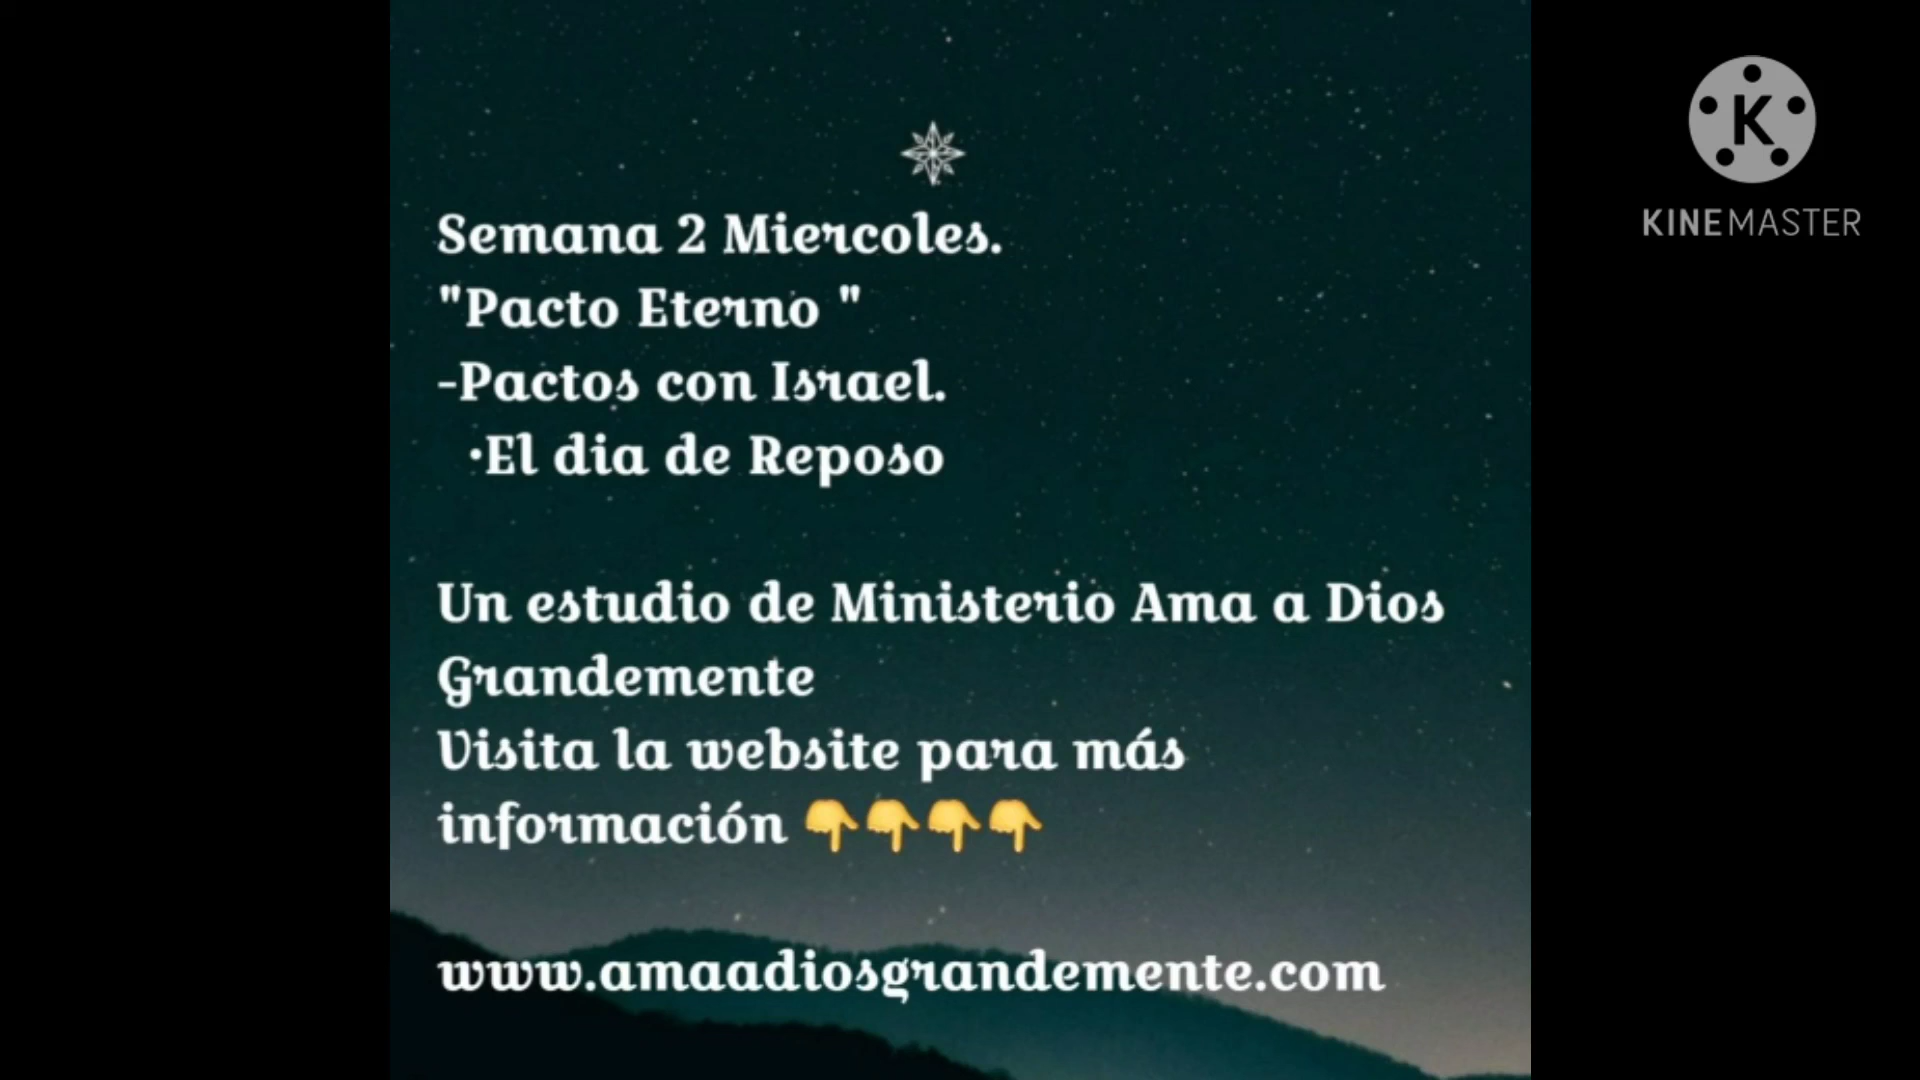 Semana 2 Miercoles.
"Pacto Eterno "
-Pactos con Israel.
•El dia de Reposo
Un estudio de Ministerio Ama a Dios
Grandemente
Visita la website para más
información 👇👇👇👇
www.amaadiosgrandemente.com
K
KINEMASTER